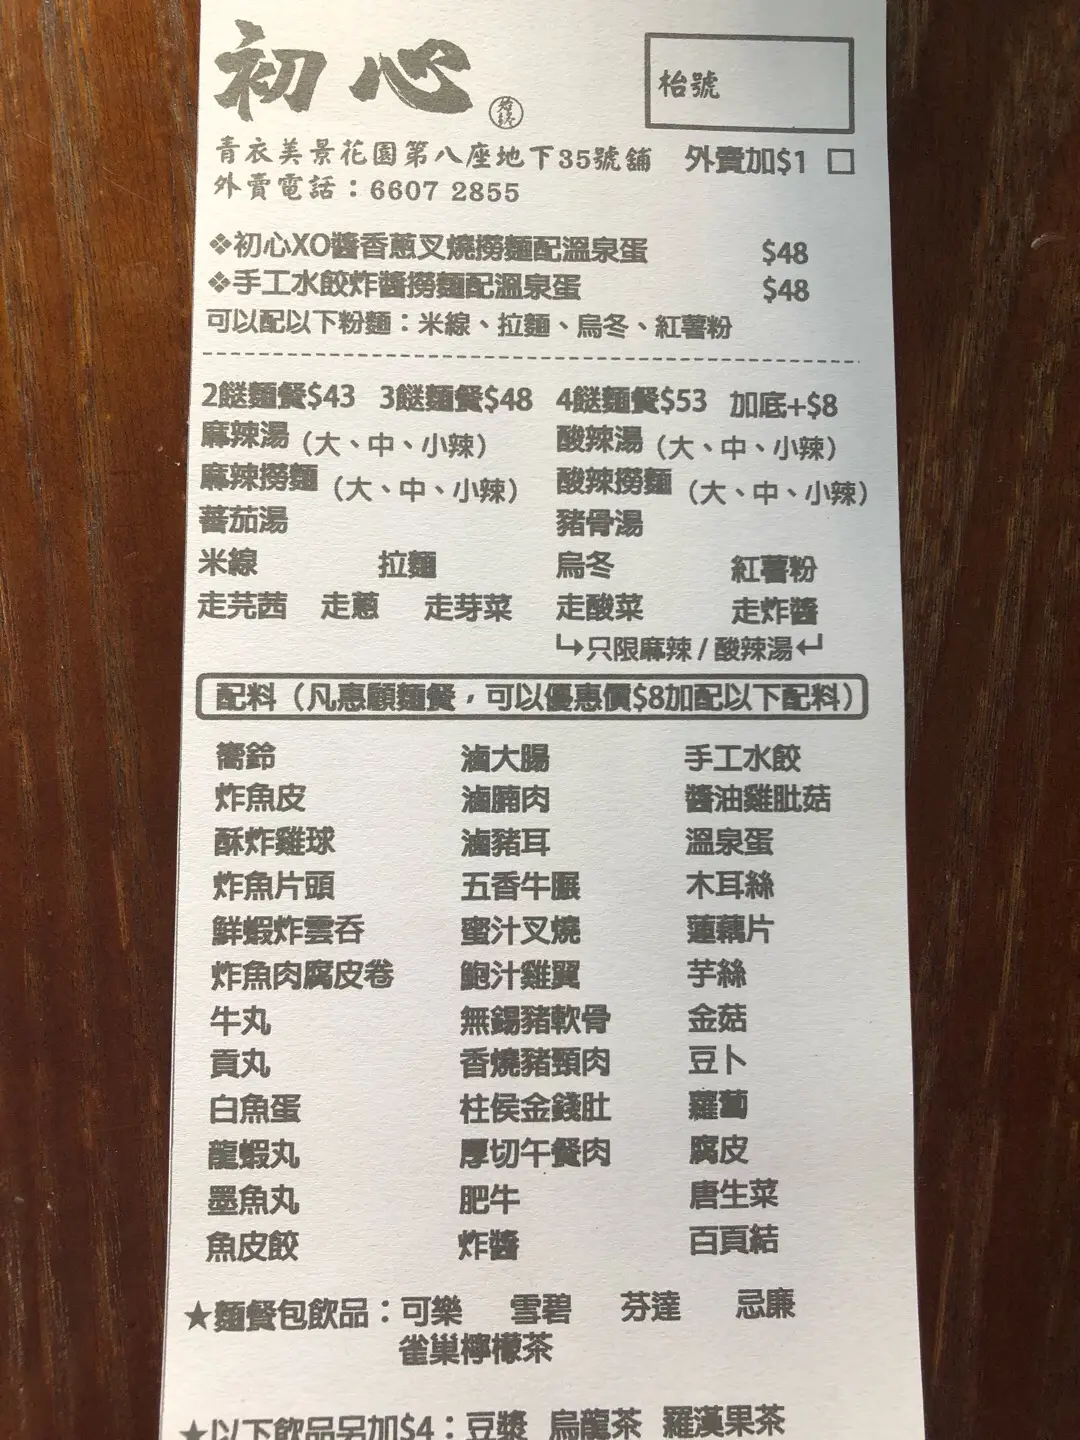 初心
枱號
青衣美景花園第八座地下35號舖 外賣加$1 □
外賣電話：6607 2855
❖初心XO醬香蔥叉燒撈麵配溫泉蛋 $48
❖手工水餃炸醬撈麵配溫泉蛋 $48
可以配以下粉麵：米線、拉麵、烏冬、紅薯粉
2餸麵餐$43 3餸麵餐$48 4餸麵餐$53 加底+$8
麻辣湯（大、中、小辣） 酸辣湯（大、中、小辣）
麻辣撈麵（大、中、小辣） 酸辣撈麵（大、中、小辣）
蕃茄湯 豬骨湯
米線 拉麵 烏冬 紅薯粉
走芫茜 走蔥 走芽菜 走酸菜 走炸醬
↳只限麻辣 / 酸辣湯↲
配料（凡惠顧麵餐，可以優惠價$8加配以下配料）
響鈴 滷大腸 手工水餃
炸魚皮 滷腩肉 醬油雞肶菇
酥炸雞球 滷豬耳 溫泉蛋
炸魚片頭 五香牛𦟌 木耳絲
鮮蝦炸雲吞 蜜汁叉燒 蓮藕片
炸魚肉腐皮卷 鮑汁雞翼 芋絲
牛丸 無錫豬軟骨 金菇
貢丸 香燒豬頸肉 豆卜
白魚蛋 柱侯金錢肚 蘿蔔
龍蝦丸 厚切午餐肉 腐皮
墨魚丸 肥牛 唐生菜
魚皮餃 炸醬 百頁結
★麵餐包飲品：可樂 雪碧 芬達 忌廉
雀巢檸檬茶
★以下飲品另加$4：豆漿 烏龍茶 羅漢果茶